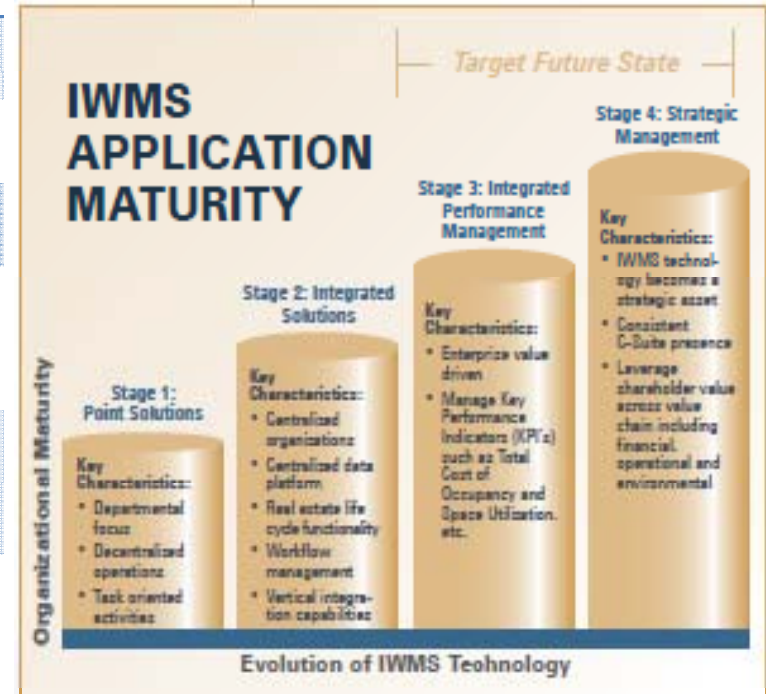 Target Future State
IWMS
APPLICATION
MATURITY
Stage 1:
Point Solutions
Key
Characteristics:
• Departmental
focus
• Decentralized
operations
• Task oriented
activities
Stage 2: Integrated
Solutions
Key
Characteristics:
• Centralized
organizations
• Centralized data
platform
• Real estate life
cycle functionality
• Workflow
management
• Vertical integra-
tion capabilities
Stage 3: Integrated
Performance
Management
Key
Characteristics:
• Enterprise value
driven
• Manage Key
Performance
Indicators (KPI's)
such as Total
Cost of
Occupancy and
Space Utilization,
etc.
Stage 4: Strategic
Management
Key
Characteristics:
• IWMS technol-
ogy becomes a
strategic asset
• Consistent
C-Suite presence
• Leverage
shareholder value
across value
chain including
financial,
operational and
environmental
Organizational Maturity
Evolution of IWMS Technology